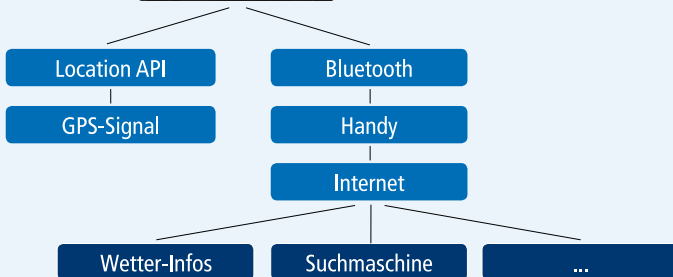 Location API
Bluetooth
GPS-Signal
Handy
Internet
Wetter-Infos
Suchmaschine
...